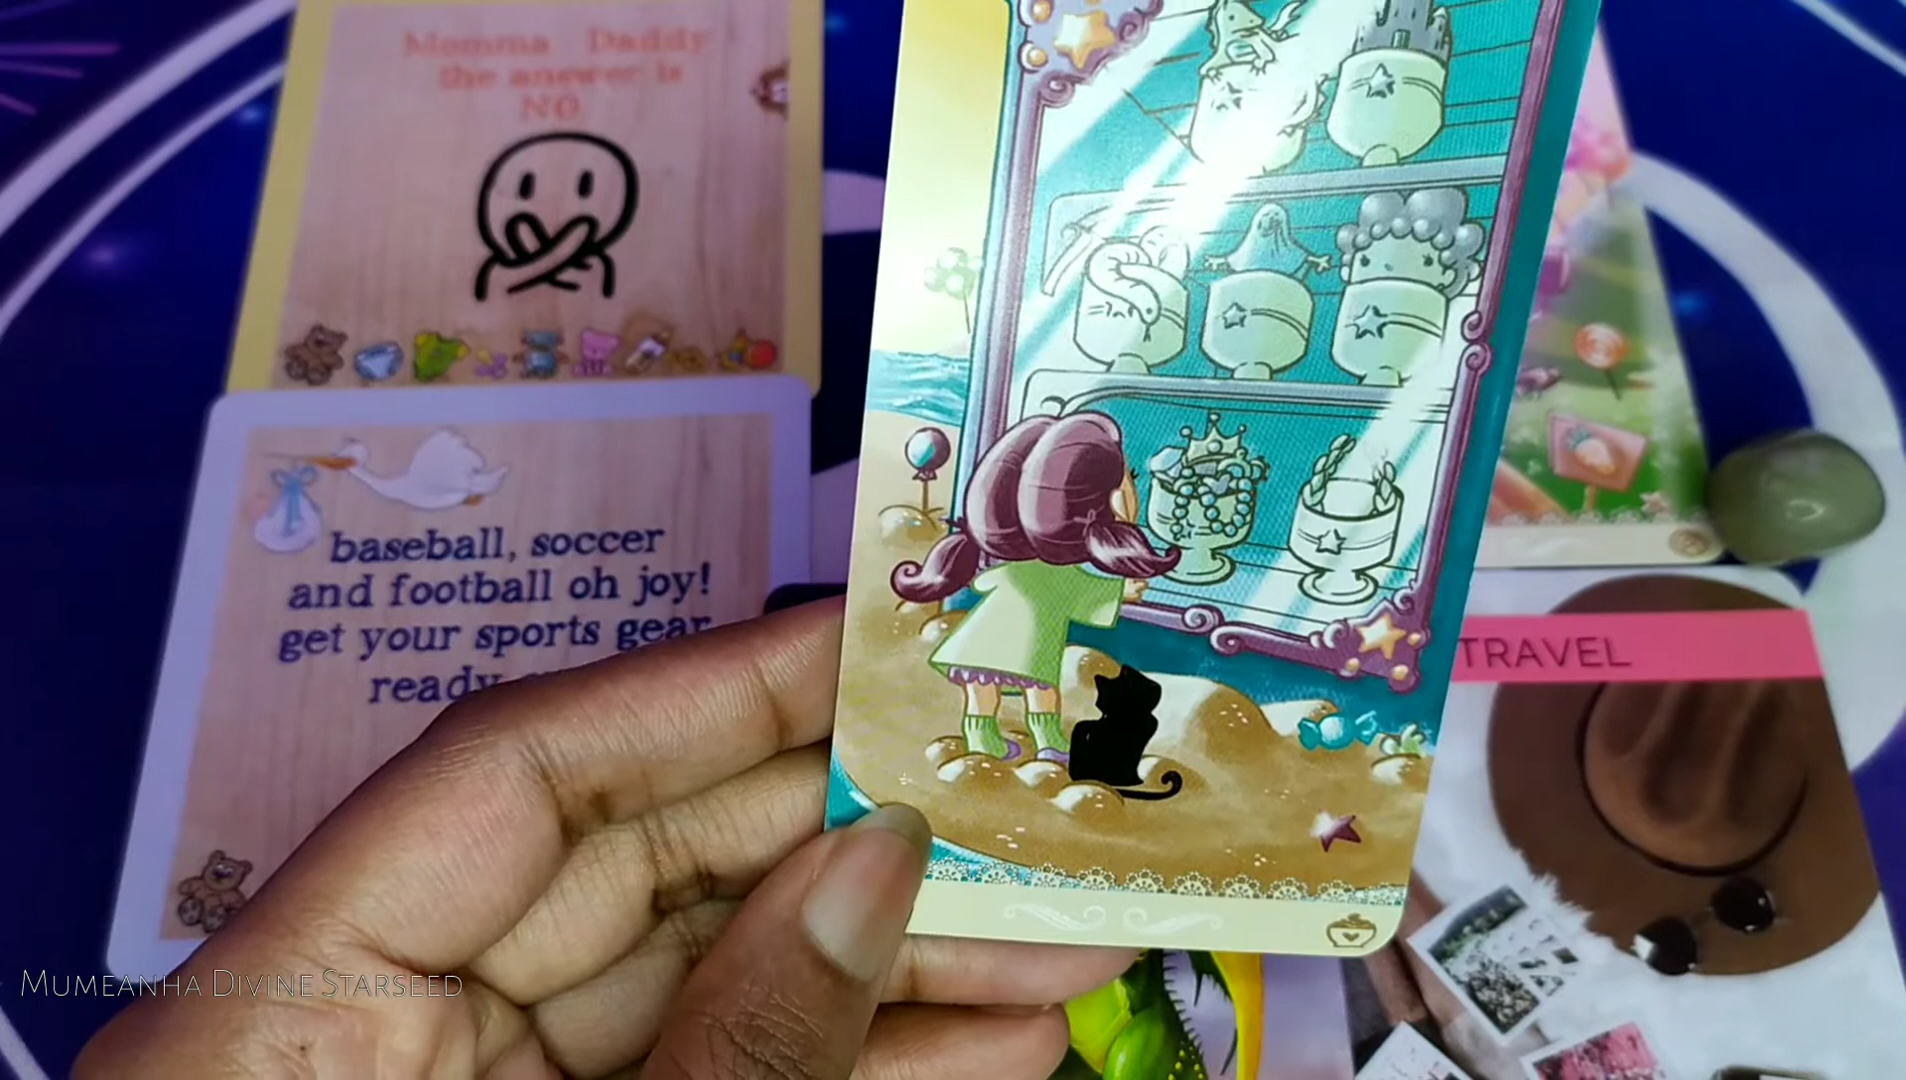 Momma Daddy
the answer is
NO
baseball, soccer
and football oh joy!
get your sports gear
ready
TRAVEL
MUMEANHA DIVINE STARSEED